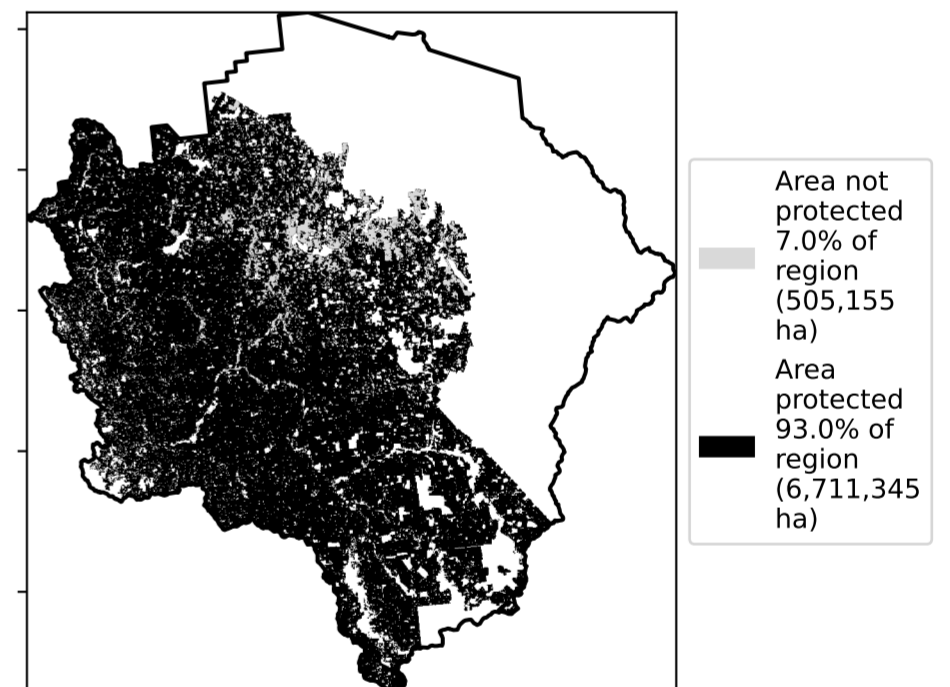 Area not
protected
7.0% of
region
(505,155
ha)
Area
protected
93.0% of
region
(6,711,345
ha)